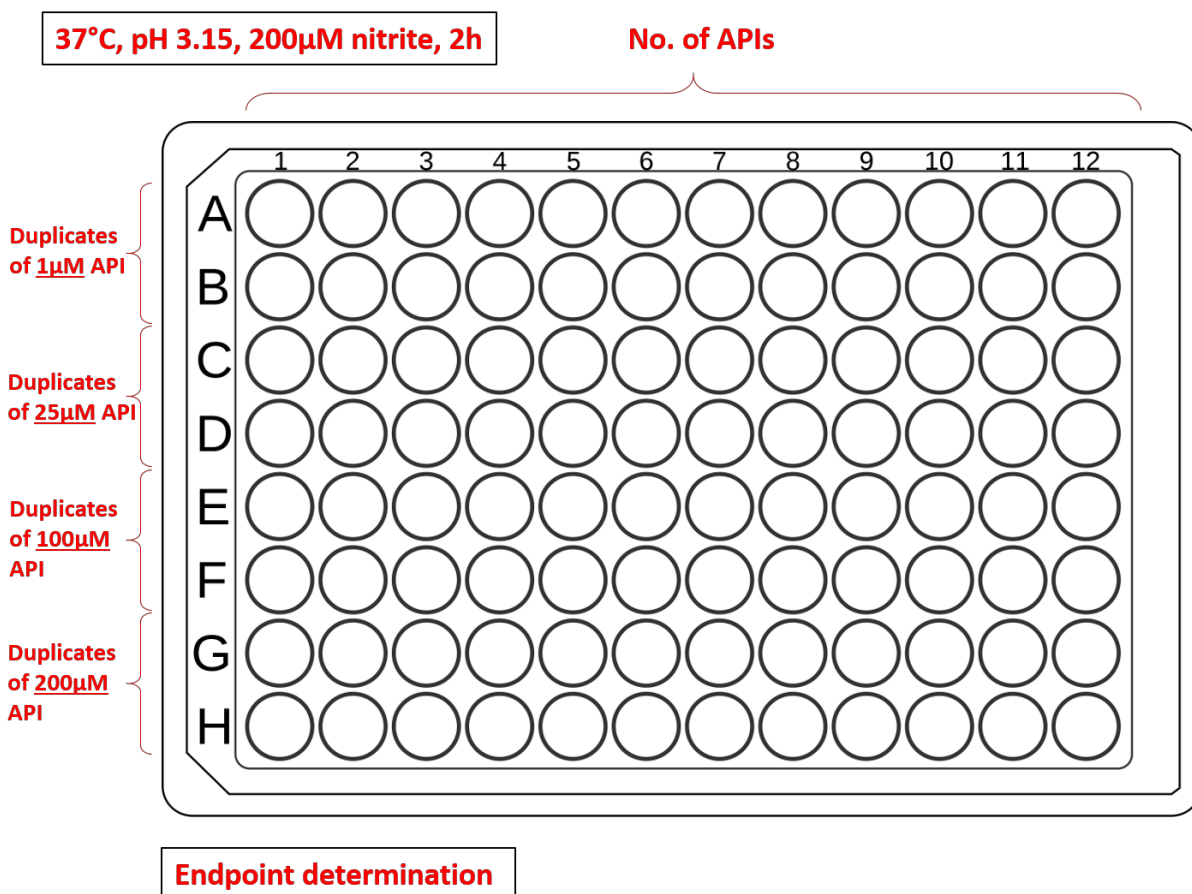 37°C, pH 3.15, 200µM nitrite, 2h
No. of APIs
1 2 3 4 5 6 7 8 9 10 11 12
A
Duplicates
of 1µM API
B
C
Duplicates
of 25µM API
D
E
Duplicates
of 100µM
API
F
G
Duplicates
of 200µM
API
H
Endpoint determination